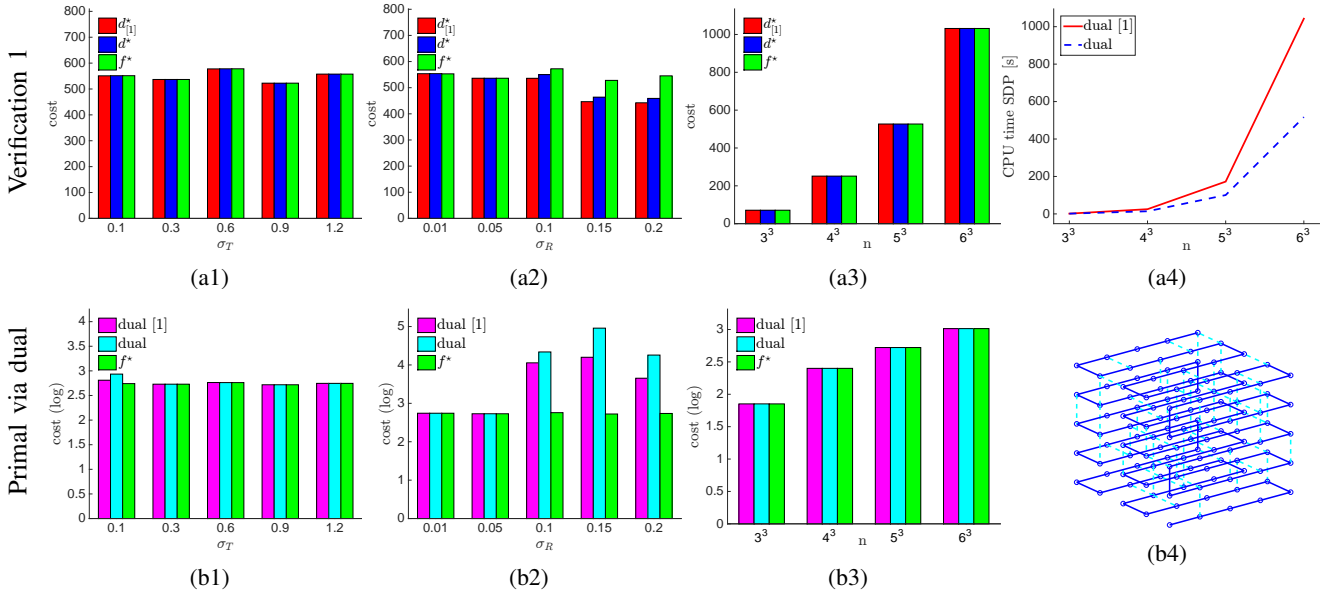 Verification 1
800
700
600
500
400
300
200
100
0
cost
d⋆[1]
d⋆
f⋆
0.1 0.3 0.6 0.9 1.2
σT
(a1)
800
700
600
500
400
300
200
100
0
cost
d⋆[1]
d⋆
f⋆
0.01 0.05 0.1 0.15 0.2
σR
(a2)
1000
800
600
400
200
0
cost
d⋆[1]
d⋆
f⋆
3³ 4³ 5³ 6³
n
(a3)
1000
800
600
400
200
0
CPU time SDP [s]
dual [1]
dual
3³ 4³ 5³ 6³
n
(a4)
Primal via dual
4
3.5
3
2.5
2
1.5
1
0.5
0
cost (log)
dual [1]
dual
f⋆
0.1 0.3 0.6 0.9 1.2
σT
(b1)
5
4
3
2
1
0
cost (log)
dual [1]
dual
f⋆
0.01 0.05 0.1 0.15 0.2
σR
(b2)
3
2.5
2
1.5
1
0.5
0
cost (log)
dual [1]
dual
f⋆
3³ 4³ 5³ 6³
n
(b3)
(b4)